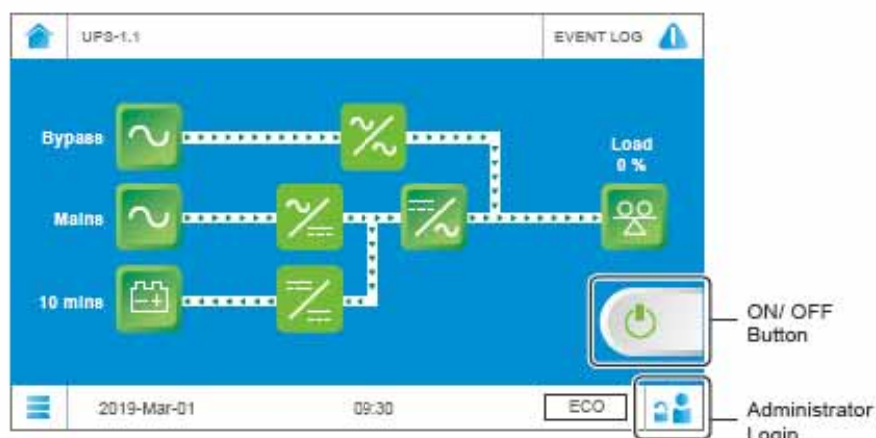 UPS-1.1
EVENT LOG
Bypass
Load
0 %
Mains
10 mins
ON/ OFF
Button
2019-Mar-01
09:30
ECO
Administrator
Login